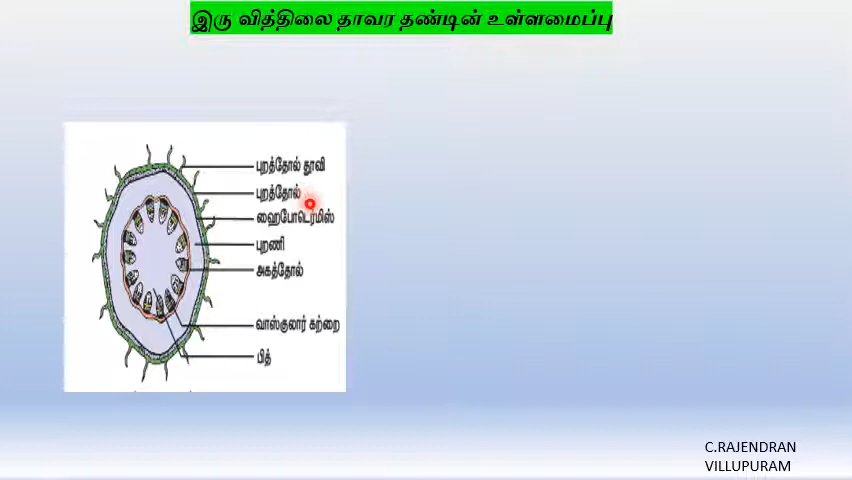 இரு வித்திலை தாவர தண்டின் உள்ளமைப்பு
புறத்தோல் தூவி
புறத்தோல்
ஹைபோடெர்மிஸ்
புறணி
அகத்தோல்
வாஸ்குலார் கற்றை
பித்
C.RAJENDRAN
VILLUPURAM